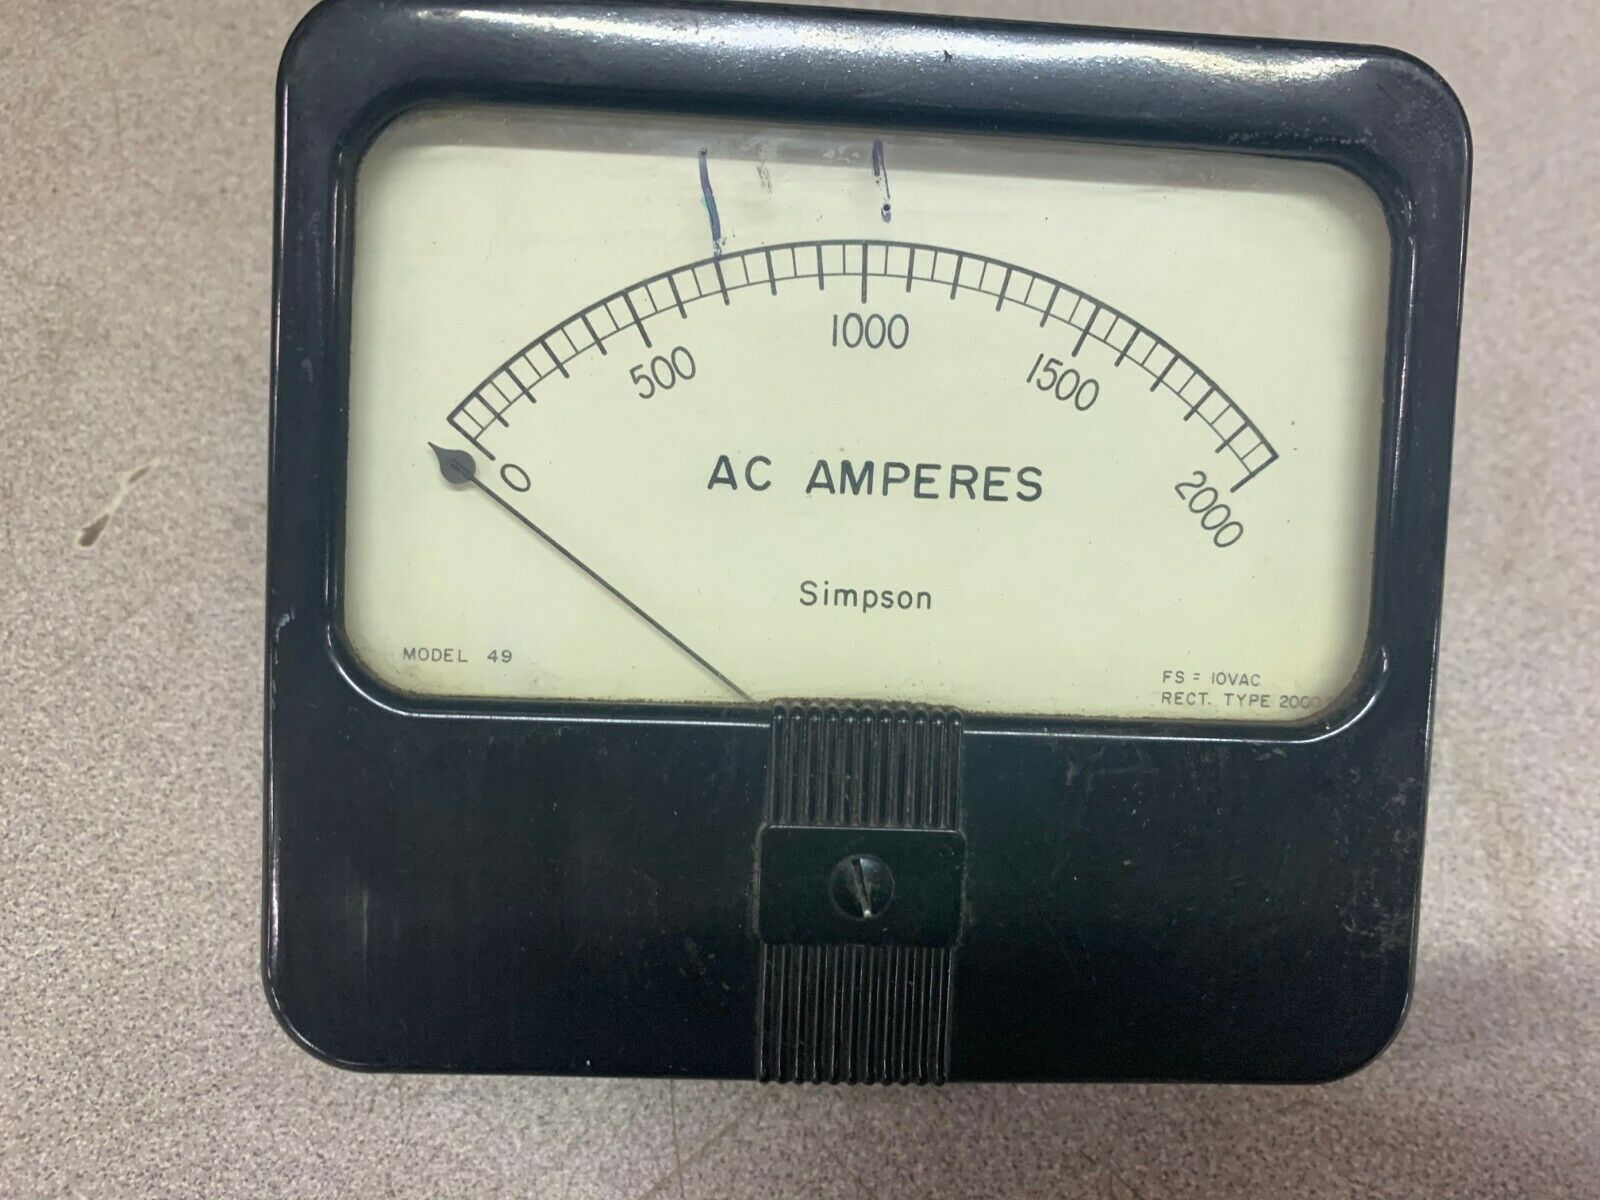 0 500 1000 1500 2000
AC AMPERES
Simpson
MODEL 49
FS = 10VAC
RECT. TYPE 2000